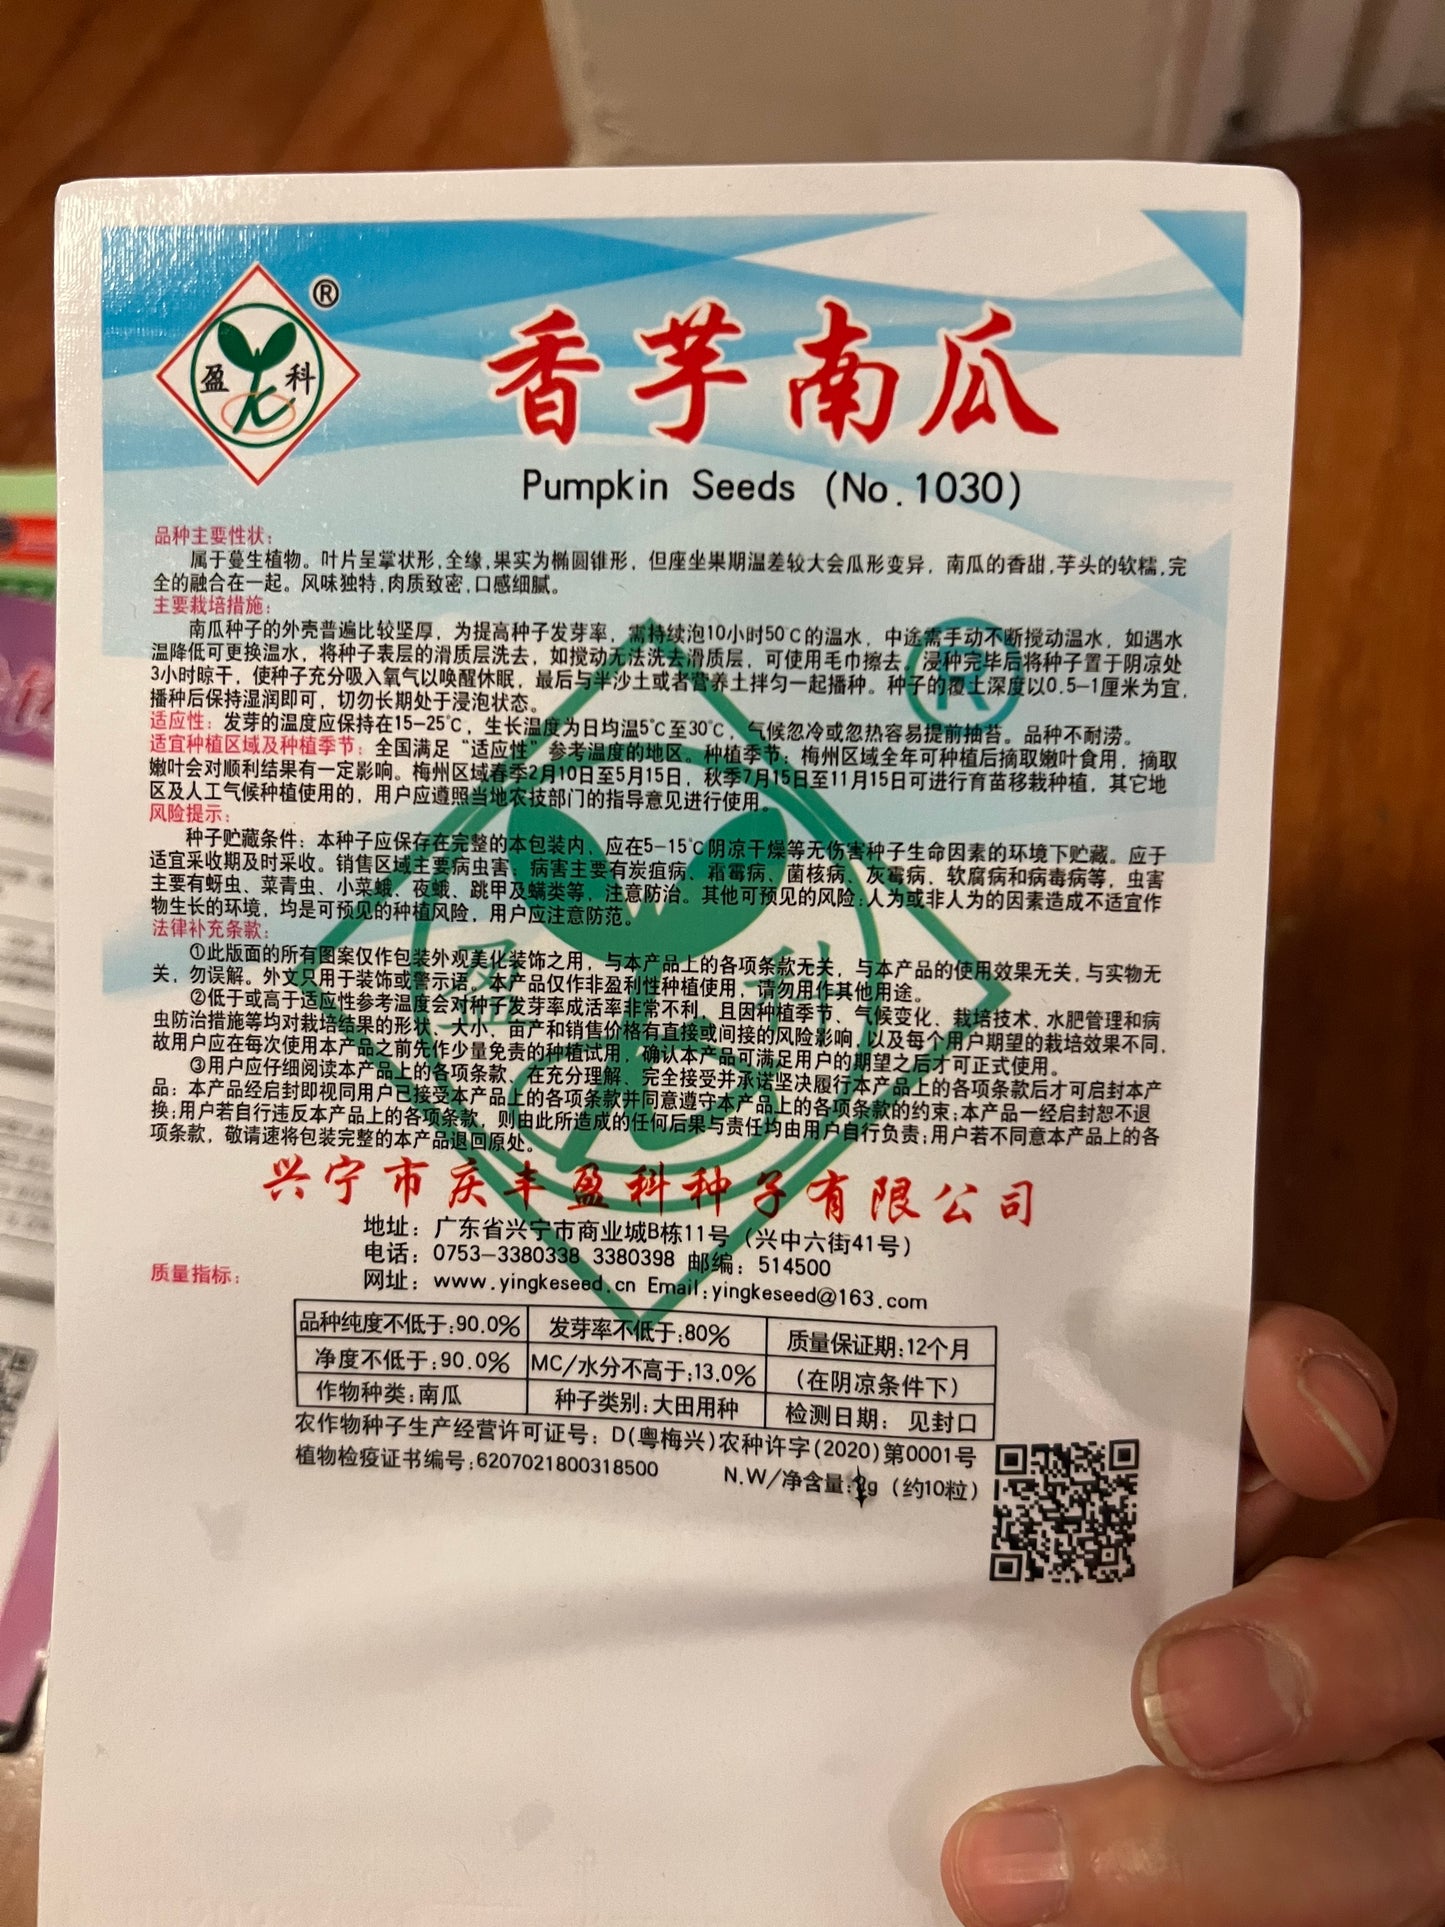 ®
盈 科
香芋南瓜
Pumpkin Seeds (No.1030)
品种主要性状:
属于蔓生植物。叶片呈掌状形,全缘,果实为椭圆锥形, 但座坐果期温差较大会瓜形变异, 南瓜的香甜,芋头的软糯,完
全的融合在一起。风味独特,肉质致密,口感细腻。
主要栽培措施:
南瓜种子的外壳普遍比较坚厚, 为提高种子发芽率, 需持续泡10小时50℃的温水, 中途需手动不断搅动温水, 如遇水
温降低可更换温水, 将种子表层的滑质层洗去, 如搅动无法洗去滑质层, 可使用毛巾擦去。浸种完毕后将种子置于阴凉处
3小时晾干, 使种子充分吸入氧气以唤醒休眠, 最后与半沙土或者营养土拌匀一起播种。种子的覆土深度以0.5-1厘米为宜,
播种后保持湿润即可, 切勿长期处于浸泡状态。
适应性: 发芽的温度应保持在15-25℃, 生长温度为日均温5℃至30℃, 气候忽冷或忽热容易提前抽苔。品种不耐涝。
适宜种植区域及种植季节: 全国满足“适应性”参考温度的地区。种植季节: 梅州区域全年可种植后摘取嫩叶食用, 摘取
嫩叶会对顺利结果有一定影响。梅州区域春季2月10日至5月15日, 秋季7月15日至11月15日可进行育苗移栽种植, 其它地
区及人工气候种植使用的, 用户应遵照当地农技部门的指导意见进行使用。
风险提示:
种子贮藏条件: 本种子应保存在完整的本包装内, 应在5-15℃阴凉干燥等无伤害种子生命因素的环境下贮藏。应于
适宜采收期及时采收。销售区域主要病虫害: 病害主要有炭疽病、霜霉病、菌核病、灰霉病、软腐病和病毒病等, 虫害
主要有蚜虫、菜青虫、小菜蛾、夜蛾、跳甲及螨类等, 注意防治。其他可预见的风险:人为或非人为的因素造成不适宜作
物生长的环境, 均是可预见的种植风险, 用户应注意防范。
法律补充条款:
①此版面的所有图案仅作包装外观美化装饰之用, 与本产品上的各项条款无关, 与本产品的使用效果无关,与实物无
关, 勿误解。外文只用于装饰或警示语。本产品仅作非盈利性种植使用, 请勿用作其他用途。
②低于或高于适应性参考温度会对种子发芽率成活率非常不利, 且因种植季节、气候变化、栽培技术、水肥管理和病
虫防治措施等均对栽培结果的形状、大小、亩产和销售价格有直接或间接的风险影响, 以及每个用户期望的栽培效果不同,
故用户应在每次使用本产品之前先作少量免责的种植试用, 确认本产品可满足用户的期望之后才可正式使用。
③用户应仔细阅读本产品上的各项条款、在充分理解、完全接受并承诺坚决履行本产品上的各项条款后才可启封本产
品: 本产品经启封即视同用户已接受本产品上的各项条款并同意遵守本产品上的各项条款的约束;本产品一经启封恕不退
换;用户若自行违反本产品上的各项条款, 则由此所造成的任何后果与责任均由用户自行负责;用户若不同意本产品上的各
项条款, 敬请速将包装完整的本产品退回原处。
兴宁市庆丰盈科种子有限公司
地址: 广东省兴宁市商业城B栋11号 (兴中六街41号)
电话: 0753-3380338 3380398 邮编: 514500
网址: www.yingkeseed.cn Email:yingkeseed@163.com
质量指标:
品种纯度不低于:90.0% 发芽率不低于:80% 质量保证期:12个月
净度不低于:90.0% MC/水分不高于:13.0% (在阴凉条件下)
作物种类:南瓜 种子类别:大田用种 检测日期: 见封口
农作物种子生产经营许可证号: D(粤梅兴)农种许字(2020)第0001号
植物检疫证书编号:6207021800318500
N.W/净含量: g (约10粒)